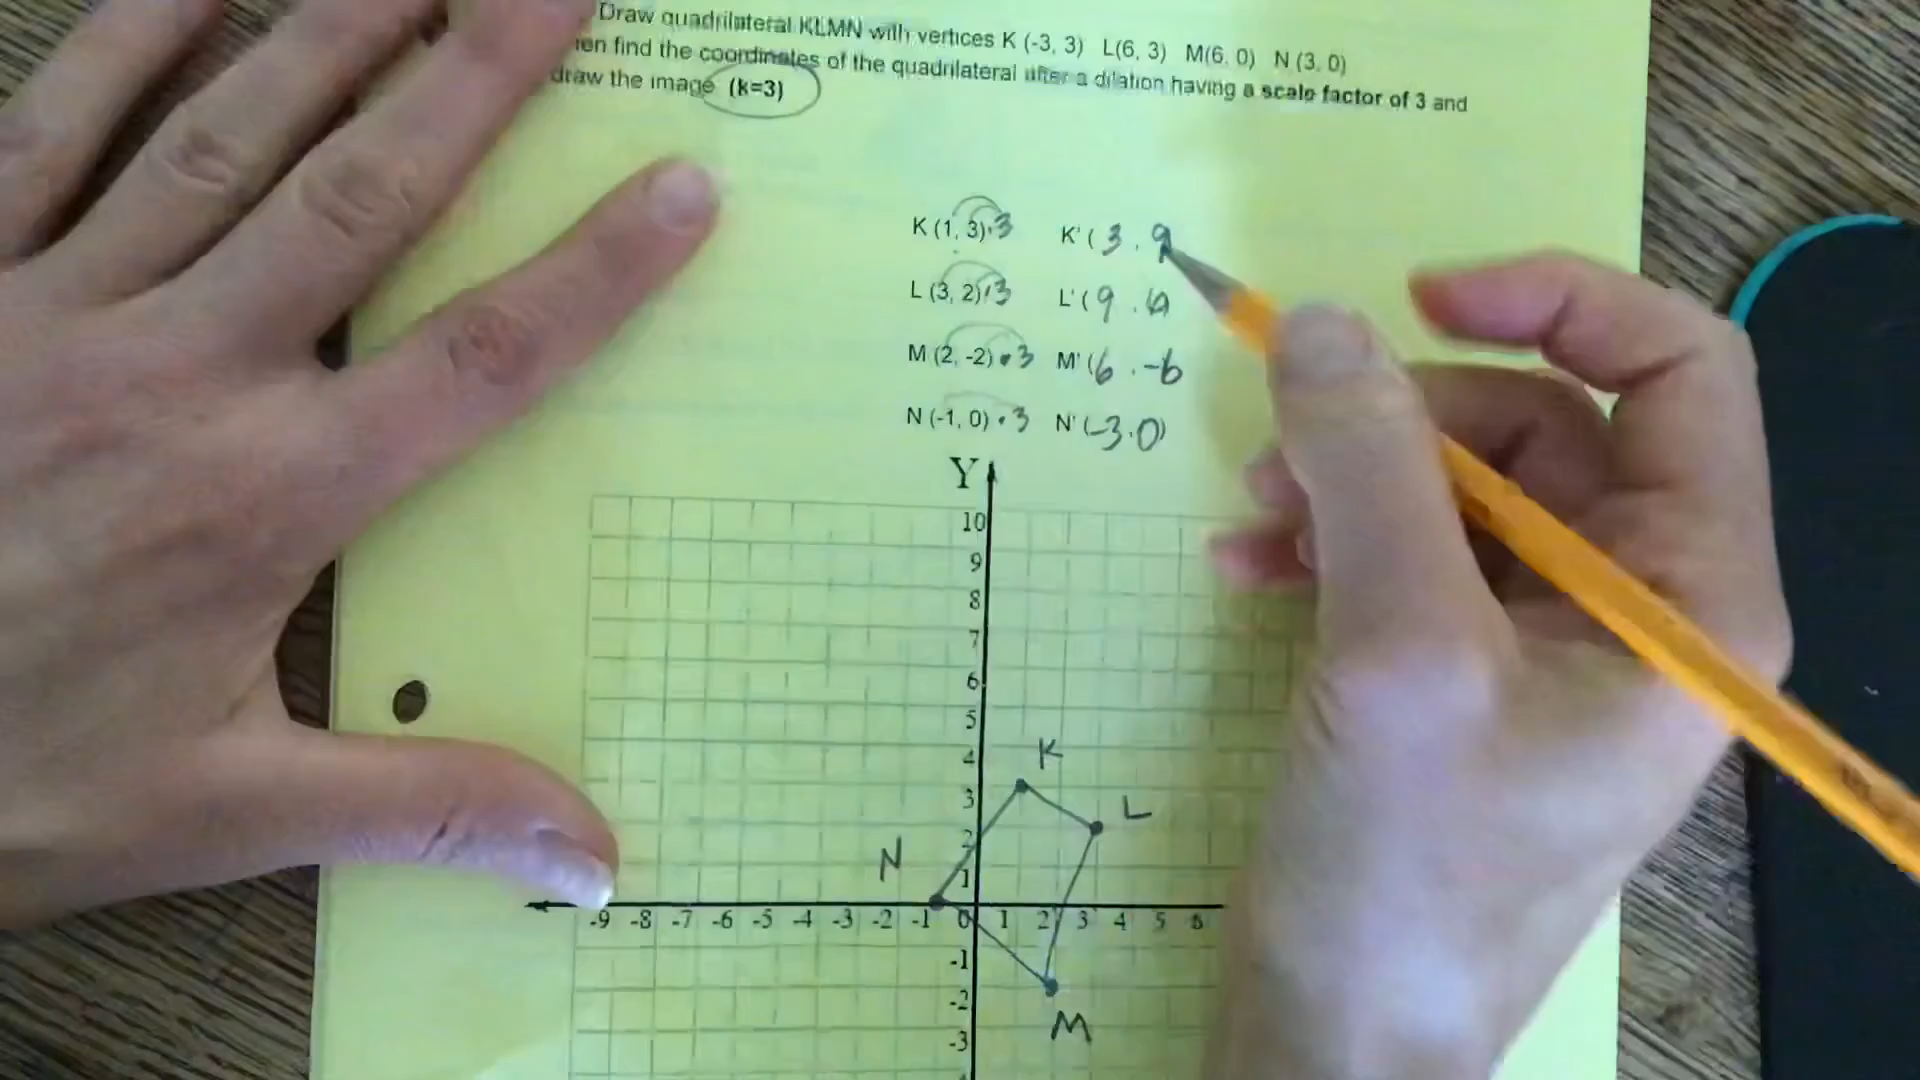 Draw quadrilateral KLMN with vertices K (-3, 3) L(6, 3) M(6, 0) N (3, 0)
find the coordinates of the quadrilateral after a dilation having a scale factor of 3 and
draw the image (k=3)
K (1, 3)·3 K' ( 3 , 9
L (3, 2)·3 L' ( 9 , 6
M (2, -2) • 3 M' (6 , -6
N (-1, 0) • 3 N' (-3, 0)
Y
10
9
8
7
6
5
4
K
3
L
2
N
1
-9 -8 -7 -6 -5 -4 -3 -2 -1 0 1 2 3 4 5 6
-1
-2
M
-3